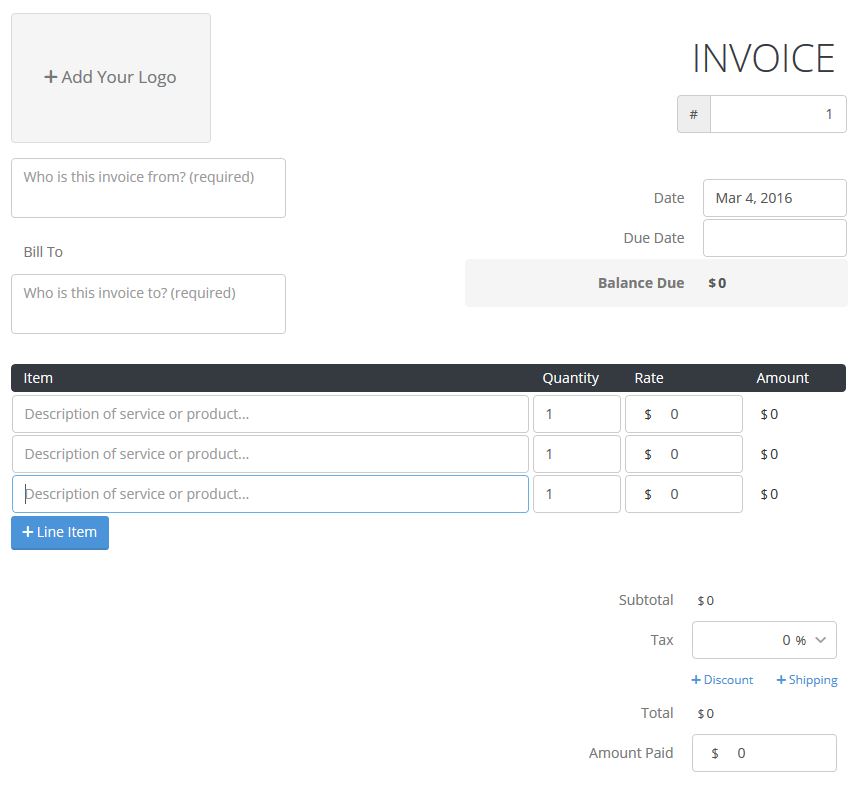 + Add Your Logo
INVOICE
# 1
Who is this invoice from? (required)
Date Mar 4, 2016
Due Date
Bill To
Balance Due $ 0
Who is this invoice to? (required)
Item Quantity Rate Amount
Description of service or product... 1 $ 0 $ 0
Description of service or product... 1 $ 0 $ 0
Description of service or product... 1 $ 0 $ 0
+ Line Item
Subtotal $ 0
Tax 0 %
+ Discount + Shipping
Total $ 0
Amount Paid $ 0